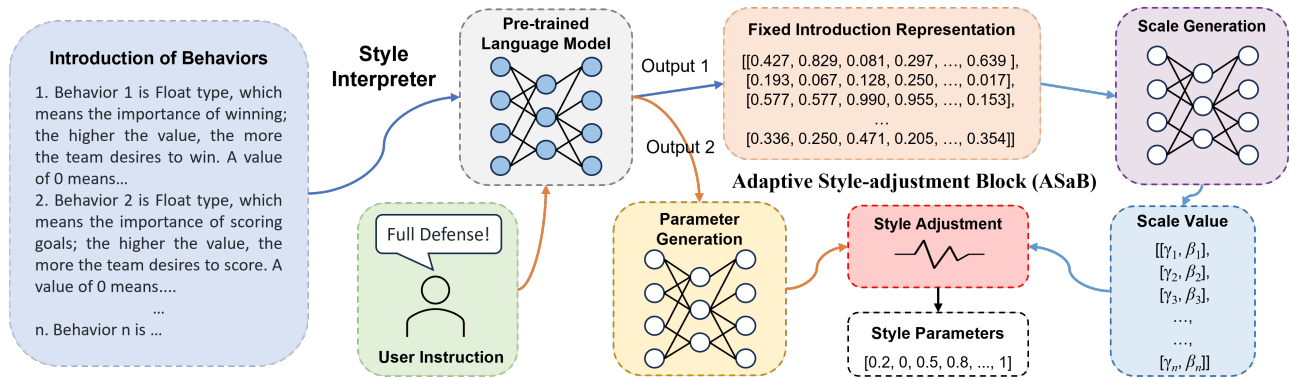 Introduction of Behaviors
1. Behavior 1 is Float type, which
means the importance of winning;
the higher the value, the more
the team desires to win. A value
of 0 means…
2. Behavior 2 is Float type, which
means the importance of scoring
goals; the higher the value, the
more the team desires to score. A
value of 0 means....
…
n. Behavior n is …
Style
Interpreter
Pre-trained
Language Model
Full Defense!
User Instruction
Output 1
Output 2
Fixed Introduction Representation
[[0.427, 0.829, 0.081, 0.297, …, 0.639 ],
[0.193, 0.067, 0.128, 0.250, …, 0.017],
[0.577, 0.577, 0.990, 0.955, …, 0.153],
…
[0.336, 0.250, 0.471, 0.205, …, 0.354]]
Scale Generation
Adaptive Style-adjustment Block (ASaB)
Parameter
Generation
Style Adjustment
Style Parameters
[0.2, 0, 0.5, 0.8, ..., 1]
Scale Value
[[γ₁, β₁],
[γ₂, β₂],
[γ₃, β₃],
…,
…,
[γₙ, βₙ]]